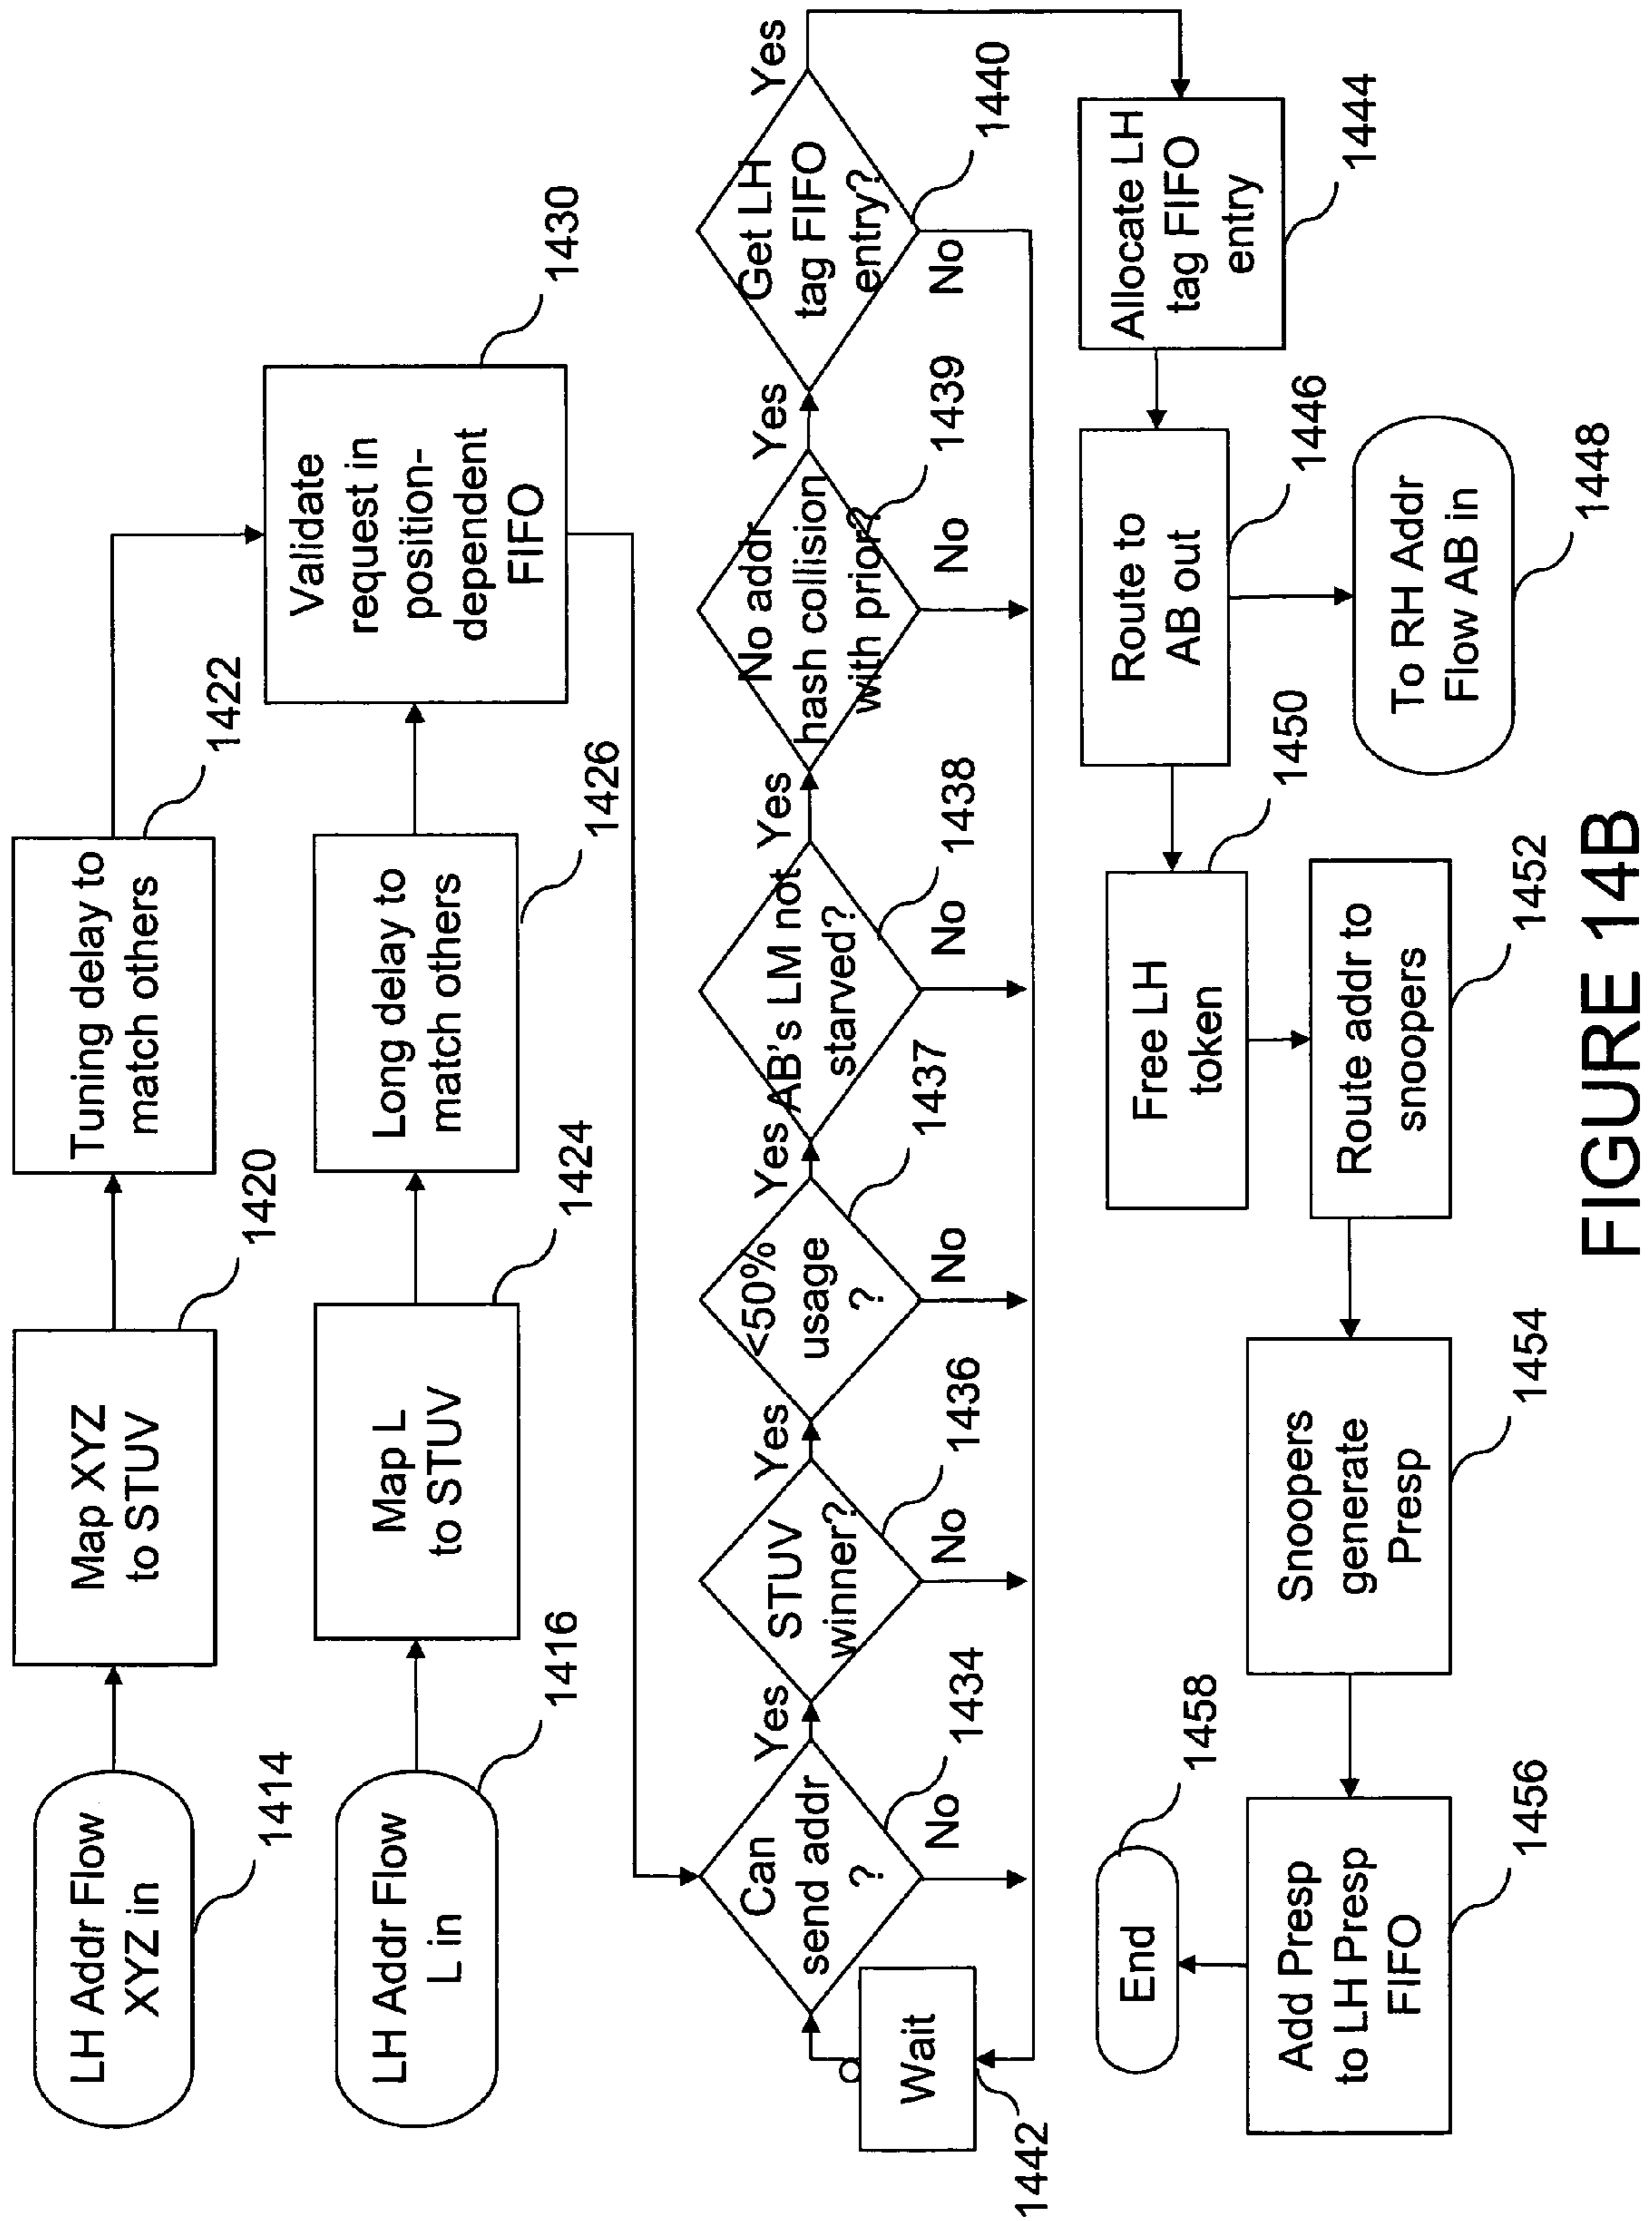 LH Addr Flow
XYZ in
1414
Map XYZ
to STUV
1420
Tuning delay to
match others
1422
LH Addr Flow
L in
1416
Map L
to STUV
1424
Long delay to
match others
1426
Validate
request in
position-
dependent
FIFO
1430
Can
send addr
?
Yes
No
1434
STUV
winner?
Yes
No
1436
<50%
usage
?
Yes
No
1437
AB's LM not
starved?
Yes
No
1438
No addr
hash collision
with prior?
Yes
No
1439
Get LH
tag FIFO
entry?
Yes
No
1440
Wait
1442
Allocate LH
tag FIFO
entry
1444
Route to
AB out
1446
To RH Addr
Flow AB in
1448
Free LH
token
1450
Route addr to
snoopers
1452
Snoopers
generate
Presp
1454
Add Presp
to LH Presp
FIFO
1456
End
1458
FIGURE 14B